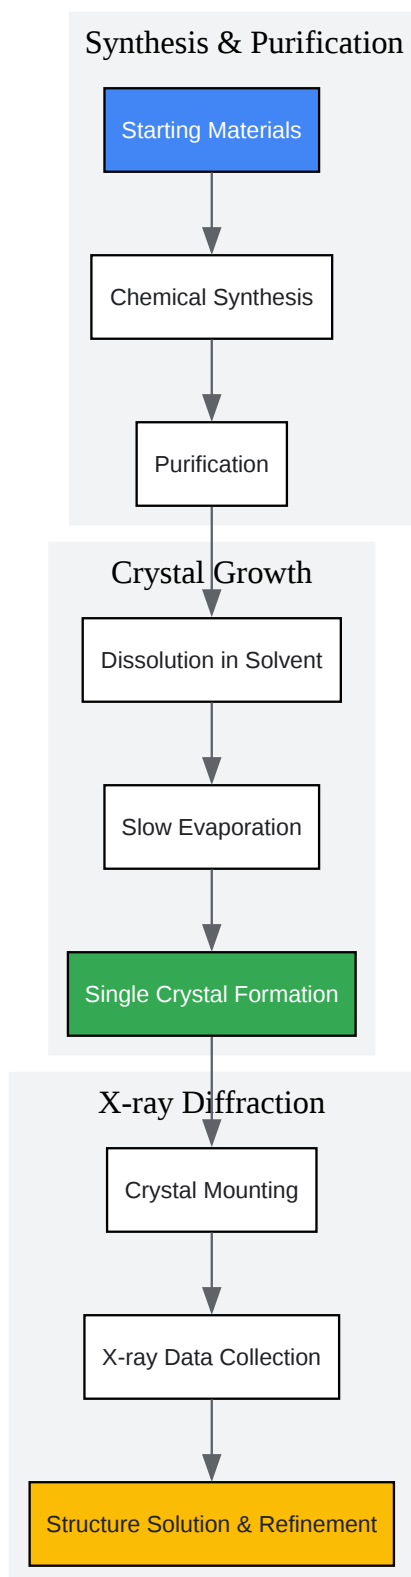 Synthesis & Purification
Starting Materials
Chemical Synthesis
Purification
Crystal Growth
Dissolution in Solvent
Slow Evaporation
Single Crystal Formation
X-ray Diffraction
Crystal Mounting
X-ray Data Collection
Structure Solution & Refinement